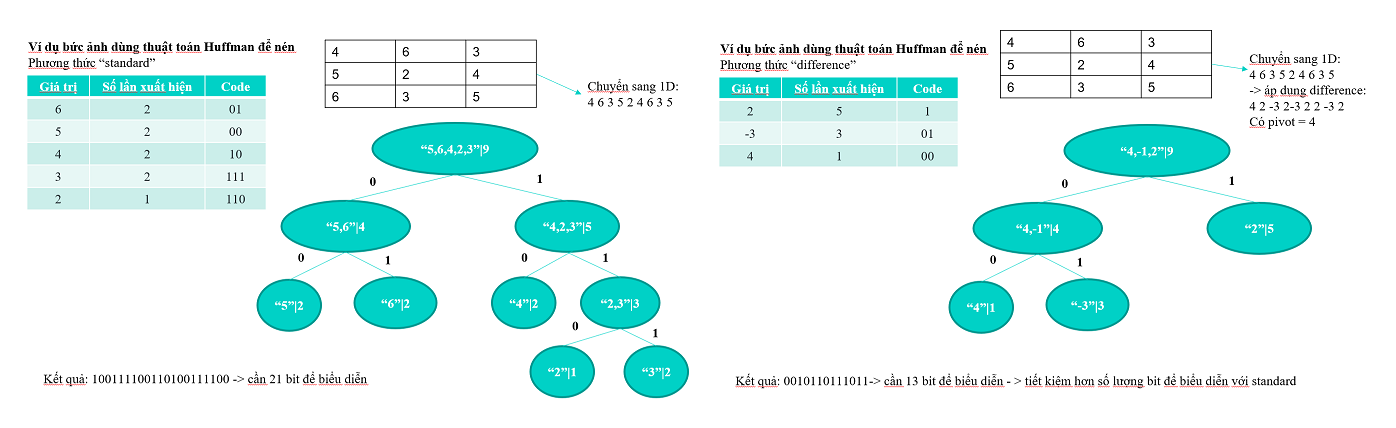 Ví dụ bức ảnh dùng thuật toán Huffman để nén
Phương thức “standard”
Giá trị Số lần xuất hiện Code
6 2 01
5 2 00
4 2 10
3 2 111
2 1 110
4 6 3
5 2 4
6 3 5
Chuyển sang 1D:
4 6 3 5 2 4 6 3 5
“5,6,4,2,3”|9
0 1
“5,6”|4 “4,2,3”|5
0 1 0 1
“5”|2 “6”|2 “4”|2 “2,3”|3
0 1
“2”|1 “3”|2
Kết quả: 100111100110100111100 -> cần 21 bit để biểu diễn
Ví dụ bức ảnh dùng thuật toán Huffman để nén
Phương thức “difference”
Giá trị Số lần xuất hiện Code
2 5 1
-3 3 01
4 1 00
4 6 3
5 2 4
6 3 5
Chuyển sang 1D:
4 6 3 5 2 4 6 3 5
-> áp dụng difference:
4 2 -3 2-3 2 2 -3 2
Có pivot = 4
“4,-1,2”|9
0 1
“4,-1”|4 “2”|5
0 1
“4”|1 “-3”|3
Kết quả: 0010110111011-> cần 13 bit để biểu diễn - > tiết kiệm hơn số lượng bit để biểu diễn với standard